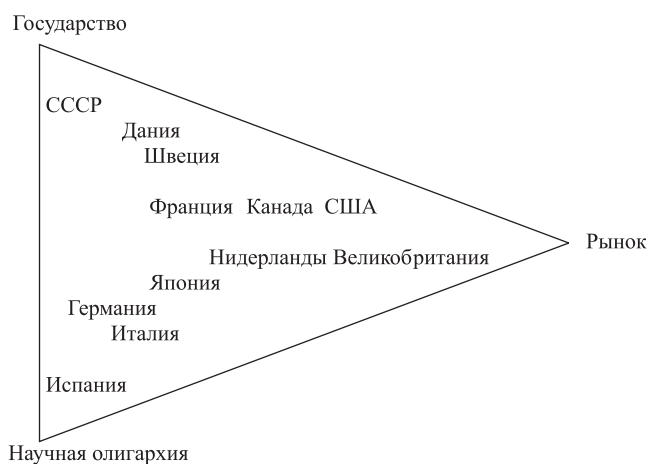 Государство
СССР
Дания
Швеция
Франция Канада США
Рынок
Нидерланды Великобритания
Япония
Германия
Италия
Испания
Научная олигархия